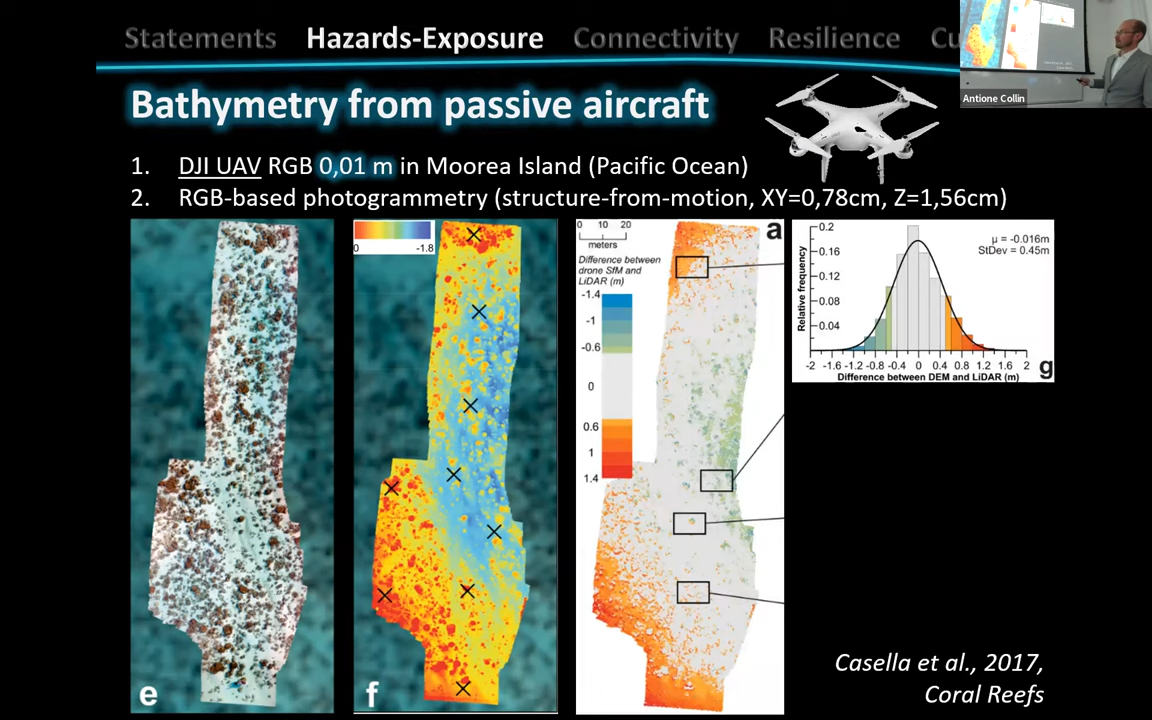 Statements Hazards-Exposure Connectivity Resilience Cu
Antione Collin
Bathymetry from passive aircraft
1. DJI UAV RGB 0,01 m in Moorea Island (Pacific Ocean)
2. RGB-based photogrammetry (structure-from-motion, XY=0,78cm, Z=1,56cm)
e
0 -1.8
f
0 10 20
meters
a
Difference between
drone SfM and
LiDAR (m)
-1.4
-1
-0.6
0
0.6
1
1.4
0.2
0.16
0.12
0.08
0.04
Relative frequency
µ = -0.016m
StDev = 0.45m
-2 -1.6 -1.2 -0.8 -0.4 0 0.4 0.8 1.2 1.6 2
Difference between DEM and LiDAR (m)
g
Casella et al., 2017,
Coral Reefs